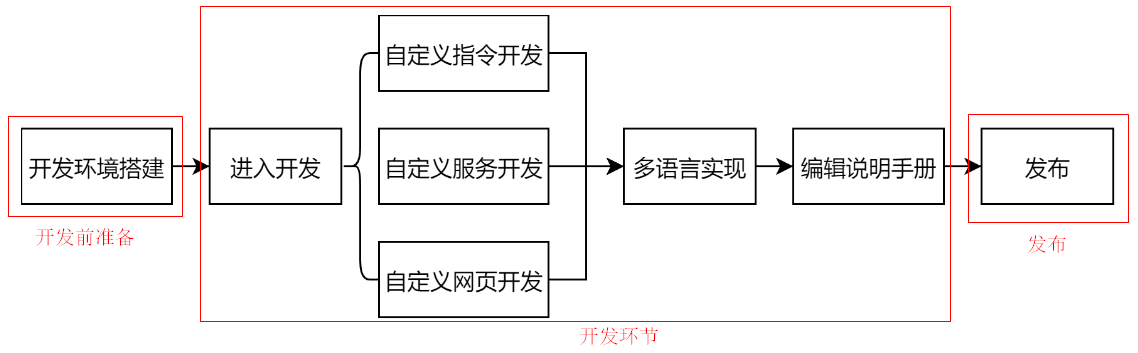 自定义指令开发
开发环境搭建
进入开发
自定义服务开发
多语言实现
编辑说明手册
发布
开发前准备
发布
自定义网页开发
开发环节